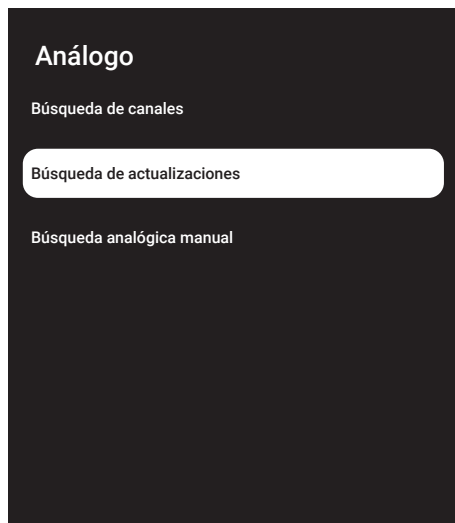 Análogo
Búsqueda de canales
Búsqueda de actualizaciones
Búsqueda analógica manual